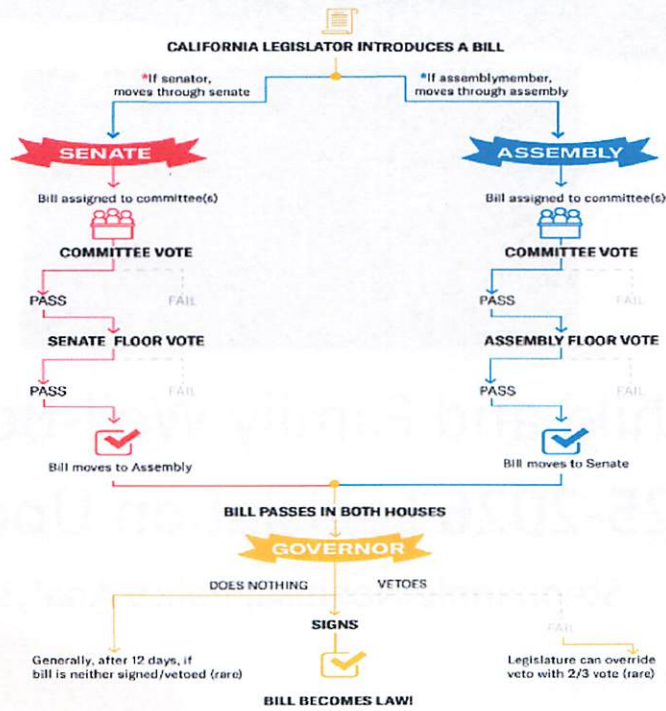 CALIFORNIA LEGISLATOR INTRODUCES A BILL
*If senator,
moves through senate
*If assemblymember,
moves through assembly
SENATE
Bill assigned to committee(s)
COMMITTEE VOTE
PASS
FAIL
SENATE FLOOR VOTE
PASS
FAIL
Bill moves to Assembly
ASSEMBLY
Bill assigned to committee(s)
COMMITTEE VOTE
PASS
FAIL
ASSEMBLY FLOOR VOTE
PASS
FAIL
Bill moves to Senate
BILL PASSES IN BOTH HOUSES
GOVERNOR
DOES NOTHING
VETOES
SIGNS
FAIL
Generally, after 12 days, if
bill is neither signed/vetoed (rare)
Legislature can override
veto with 2/3 vote (rare)
BILL BECOMES LAW!